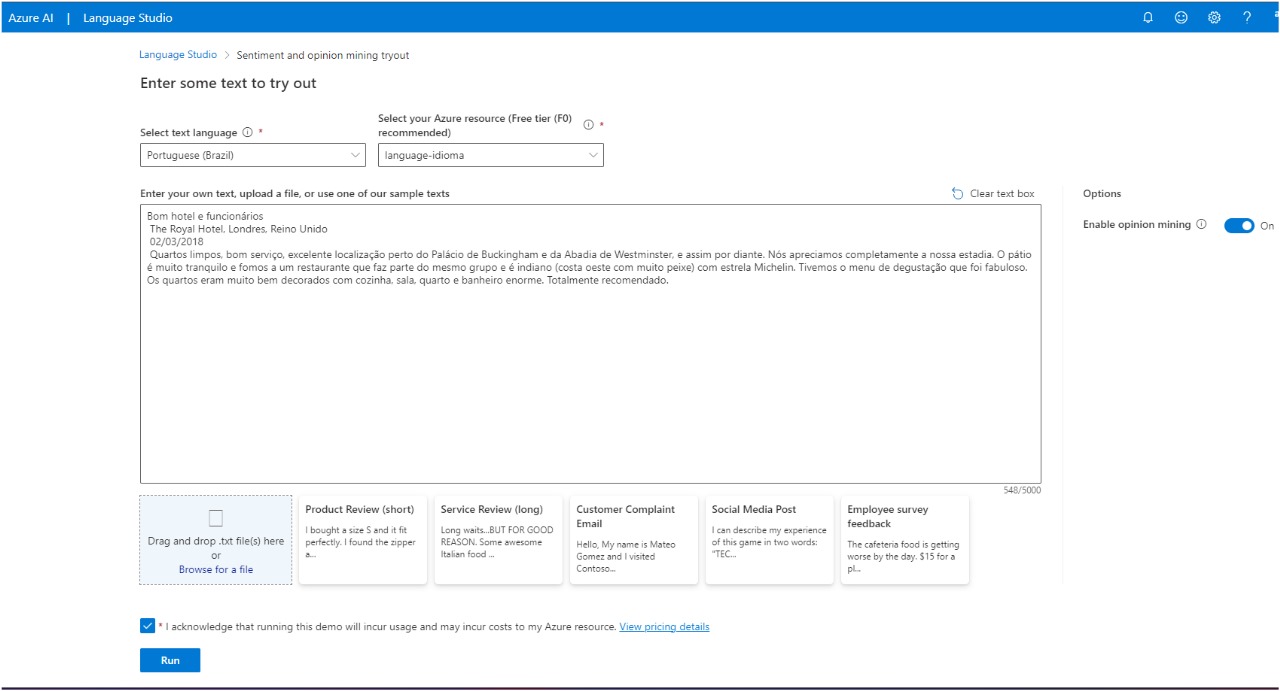 Azure AI | Language Studio
Language Studio > Sentiment and opinion mining tryout
Enter some text to try out
Select text language *
Select your Azure resource (Free tier (F0) recommended) *
Portuguese (Brazil)
language-idioma
Enter your own text, upload a file, or use one of our sample texts
Clear text box
Bom hotel e funcionários
The Royal Hotel, Londres, Reino Unido
02/03/2018
Quartos limpos, bom serviço, excelente localização perto do Palácio de Buckingham e da Abadia de Westminster, e assim por diante. Nós apreciamos completamente a nossa estadia. O pátio
é muito tranquilo e fomos a um restaurante que faz parte do mesmo grupo e é indiano (costa oeste com muito peixe) com estrela Michelin. Tivemos o menu de degustação que foi fabuloso.
Os quartos eram muito bem decorados com cozinha, sala, quarto e banheiro enorme. Totalmente recomendado.
548/5000
Options
Enable opinion mining
On
Drag and drop .txt file(s) here
or
Browse for a file
Product Review (short)
I bought a size S and it fit
perfectly. I found the zipper
a...
Service Review (long)
Long waits...BUT FOR GOOD
REASON. Some awesome
Italian food ...
Customer Complaint
Email
Hello, My name is Mateo
Gomez and I visited
Contoso...
Social Media Post
I can describe my experience
of this game in two words:
"TEC...
Employee survey
feedback
The cafeteria food is getting
worse by the day. $15 for a
pl...
* I acknowledge that running this demo will incur usage and may incur costs to my Azure resource. View pricing details
Run